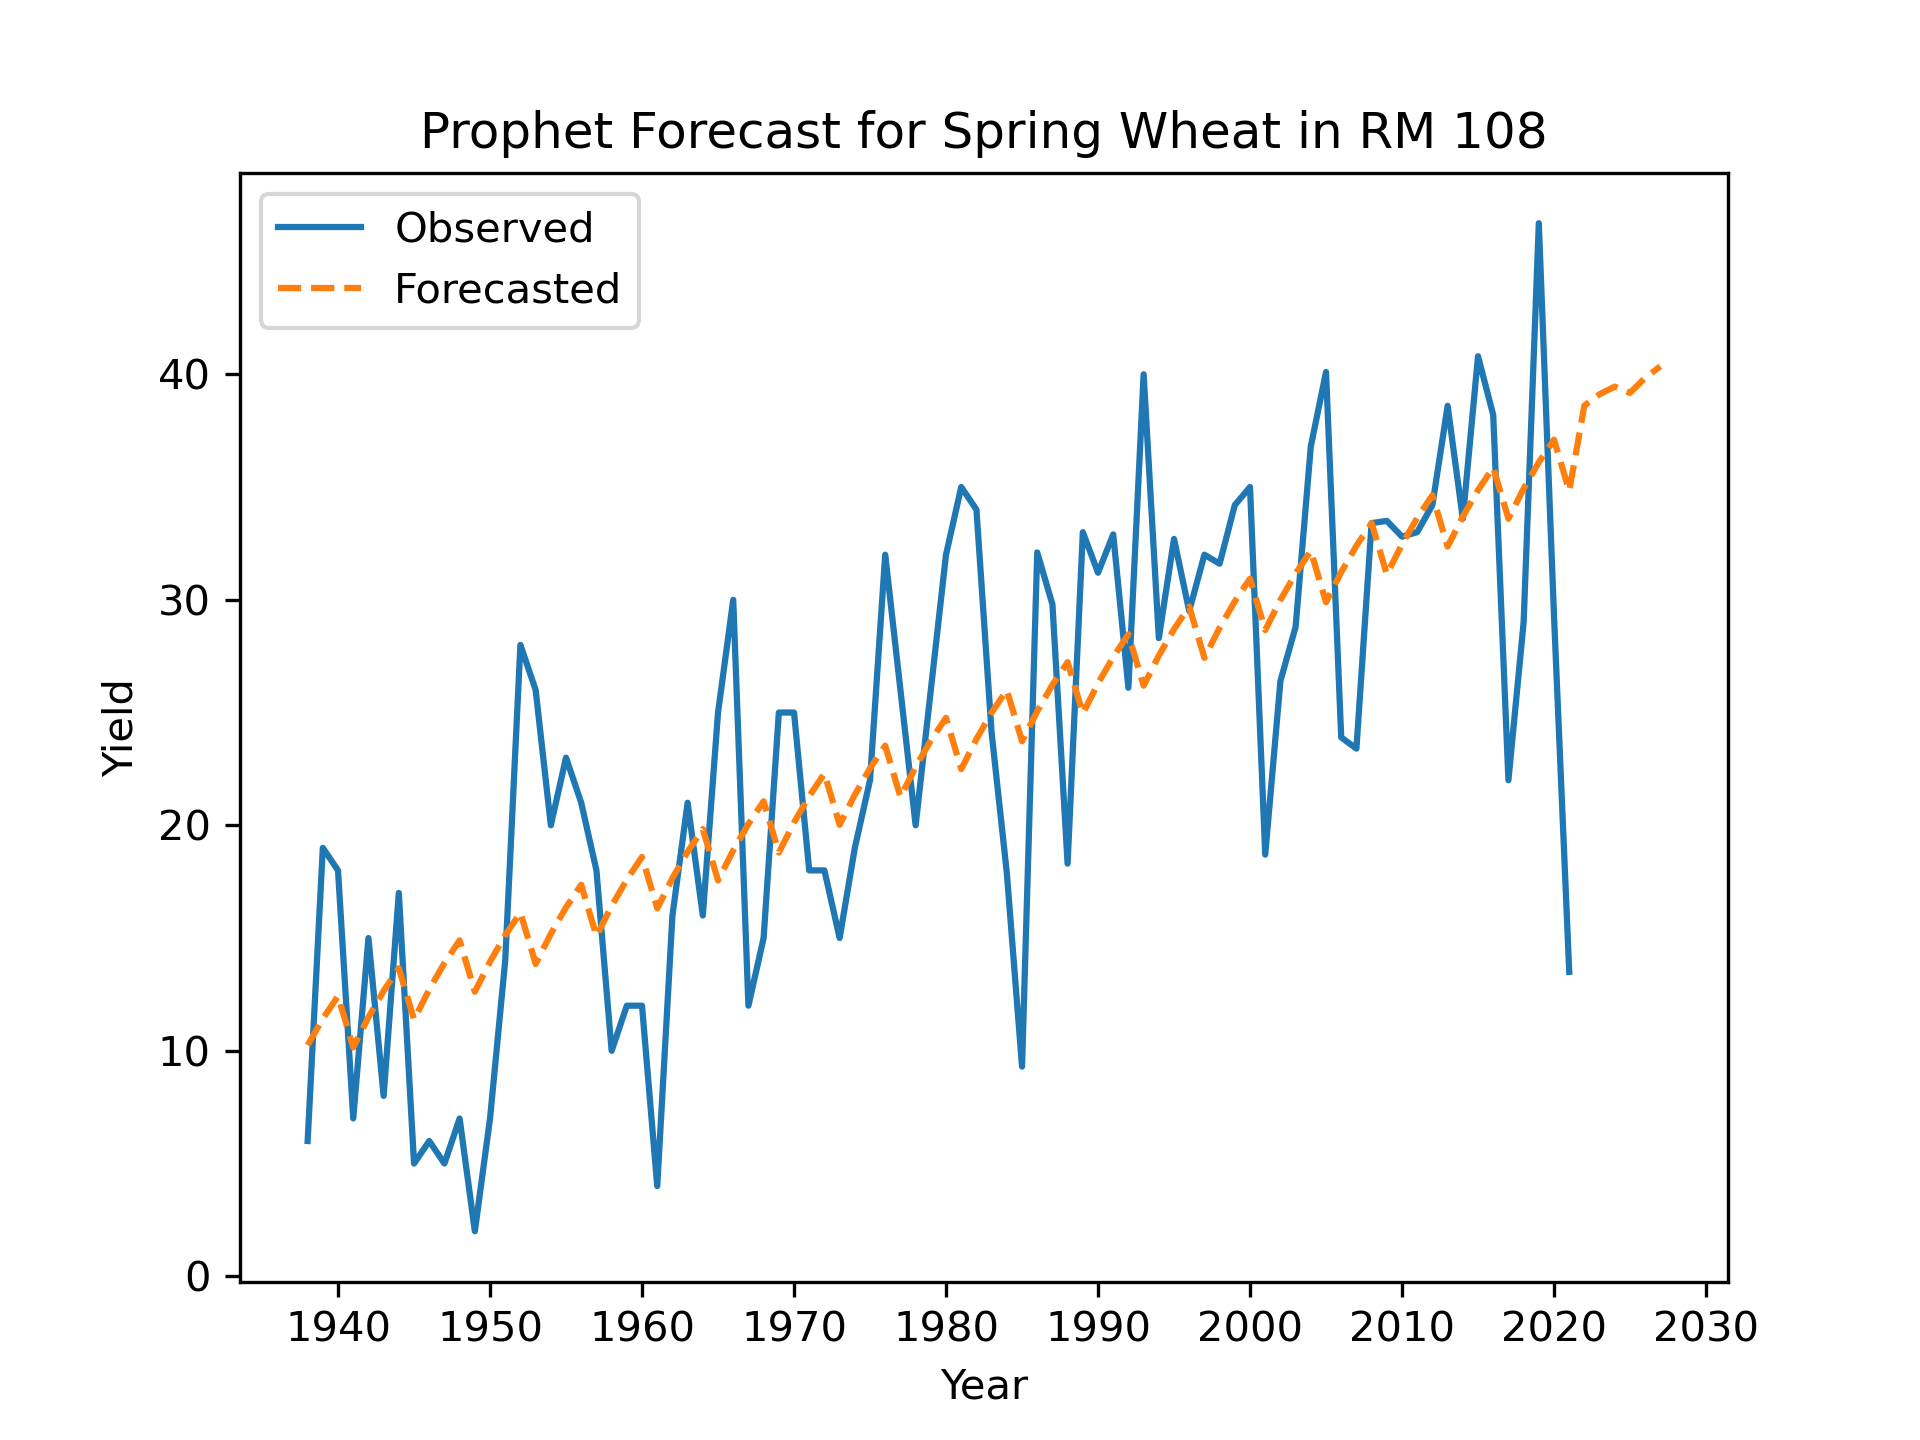 Prophet Forecast for Spring Wheat in RM 108
Observed
Forecasted
40
30
20
10
0
Yield
1940 1950 1960 1970 1980 1990 2000 2010 2020 2030
Year